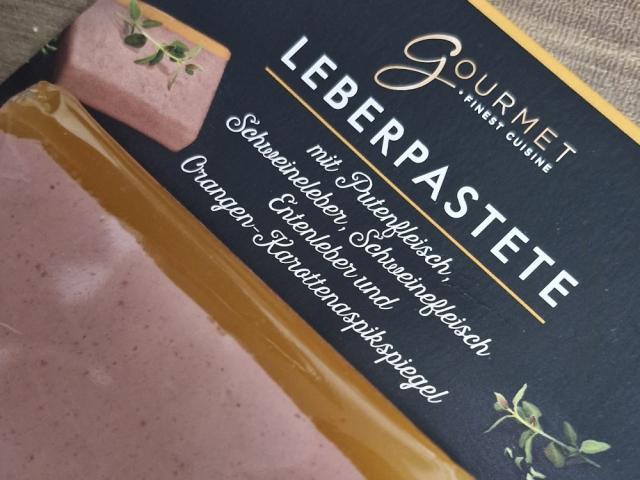 GOURMET
• FINEST CUISINE
LEBERPASTETE
mit Putenfleisch,
Schweineleber, Schweinefleisch
Entenleber und
Orangen-Karottenaspikspiegel